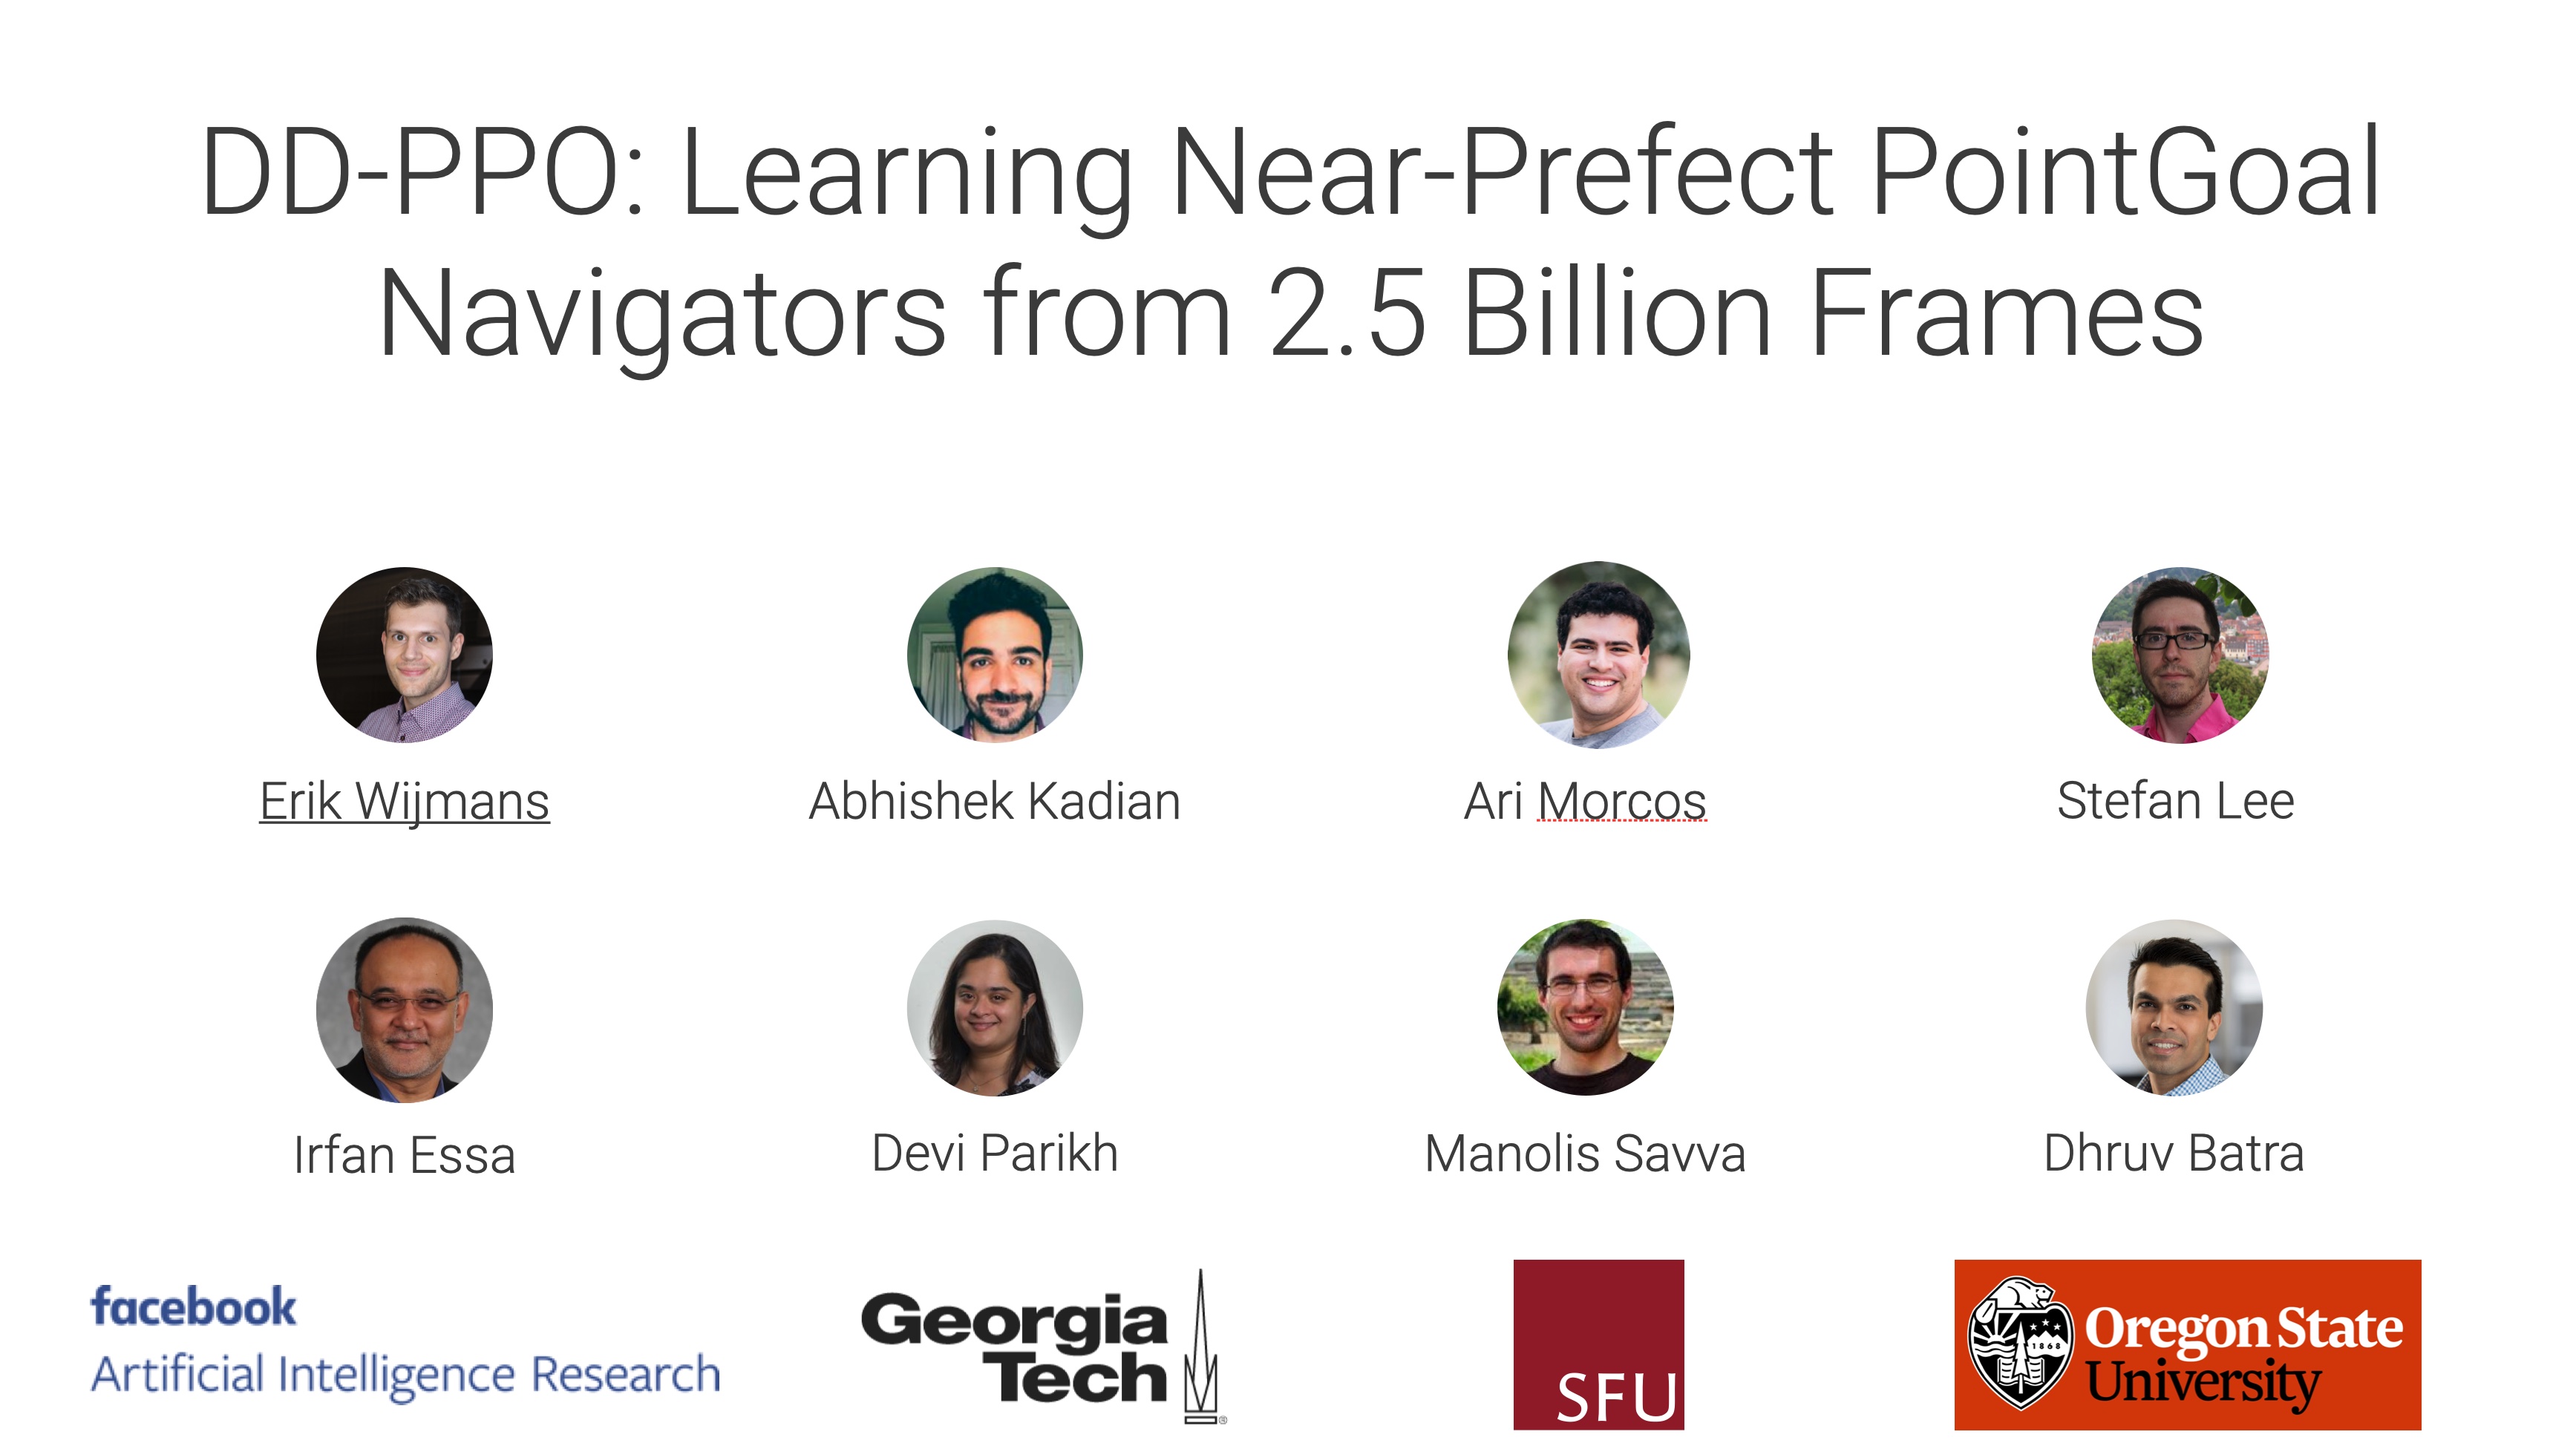 DD-PPO: Learning Near-Prefect PointGoal
Navigators from 2.5 Billion Frames
Erik Wijmans
Abhishek Kadian
Ari Morcos
Stefan Lee
Irfan Essa
Devi Parikh
Manolis Savva
Dhruv Batra
facebook
Artificial Intelligence Research
Georgia
Tech
®
SFU
1868
Oregon State
University